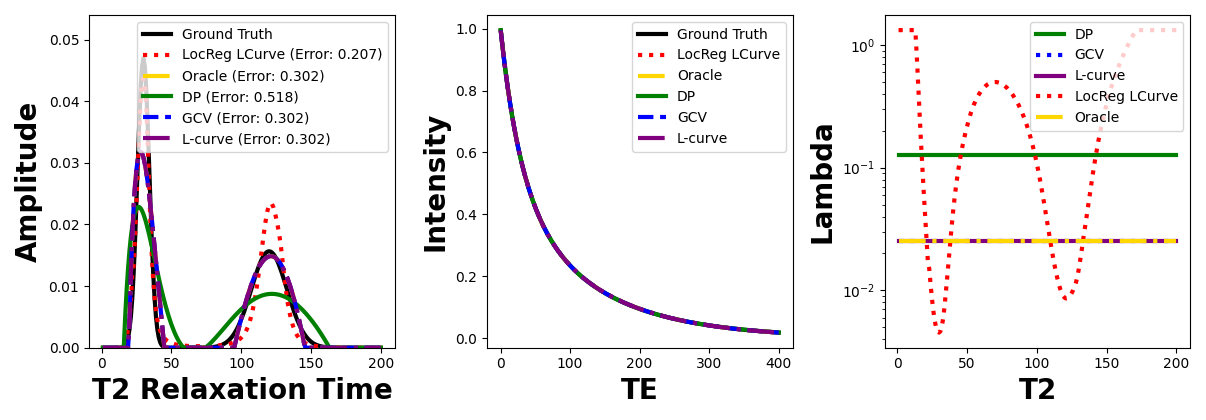 Amplitude
0.05
0.04
0.03
0.02
0.01
0.00
Ground Truth
LocReg LCurve (Error: 0.207)
Oracle (Error: 0.302)
DP (Error: 0.518)
GCV (Error: 0.302)
L-curve (Error: 0.302)
0 50 100 150 200
T2 Relaxation Time
Intensity
1.0
0.8
0.6
0.4
0.2
0.0
Ground Truth
LocReg LCurve
Oracle
DP
GCV
L-curve
0 100 200 300 400
TE
Lambda
10⁰
10⁻¹
10⁻²
DP
GCV
L-curve
LocReg LCurve
Oracle
0 50 100 150 200
T2